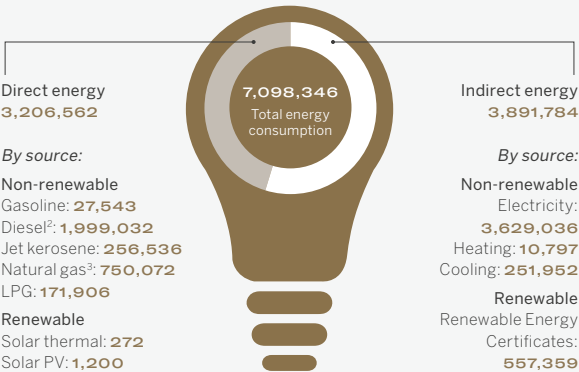 7,098,346
Total energy
consumption
Direct energy
3,206,562
By source:
Non-renewable
Gasoline: 27,543
Diesel²: 1,999,032
Jet kerosene: 256,536
Natural gas³: 750,072
LPG: 171,906
Renewable
Solar thermal: 272
Solar PV: 1,200
Indirect energy
3,891,784
By source:
Non-renewable
Electricity:
3,629,036
Heating: 10,797
Cooling: 251,952
Renewable
Renewable Energy
Certificates:
557,359